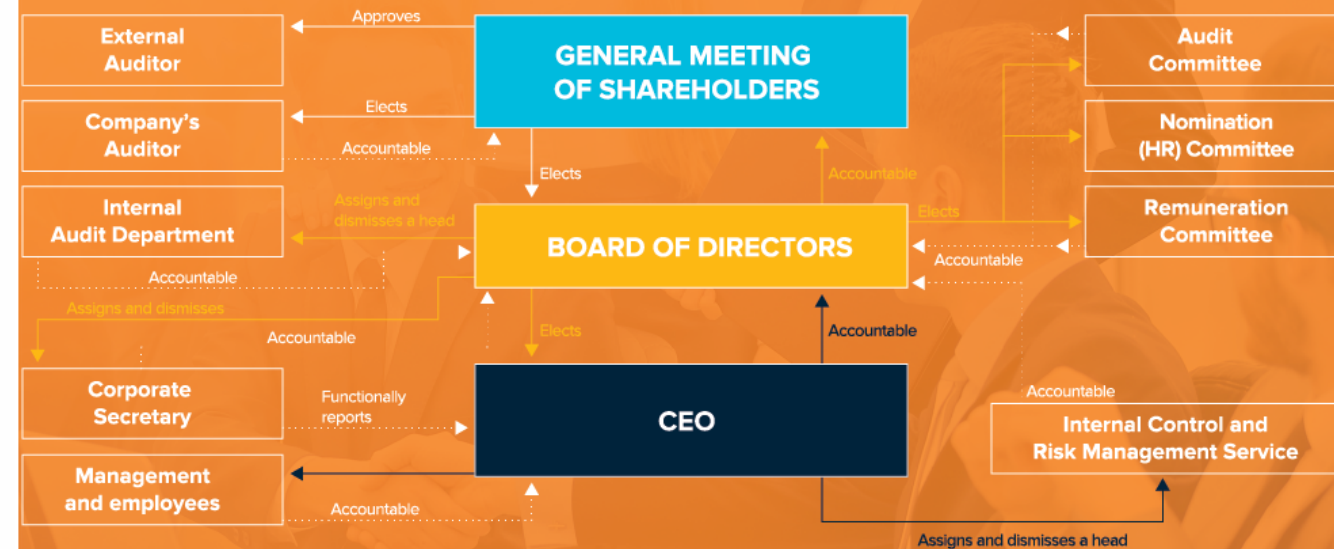 Approves
External
Auditor
GENERAL MEETING
OF SHAREHOLDERS
Audit
Committee
Elects
Company's
Auditor
Accountable
Nomination
(HR) Committee
Elects
Accountable
Internal
Audit Department
Assigns and
dismisses a head
Elects
Remuneration
Committee
BOARD OF DIRECTORS
Accountable
Accountable
Assigns and dismisses
Accountable
Elects
Accountable
Corporate
Secretary
Functionally
reports
CEO
Accountable
Internal Control and
Risk Management Service
Management
and employees
Accountable
Assigns and dismisses a head